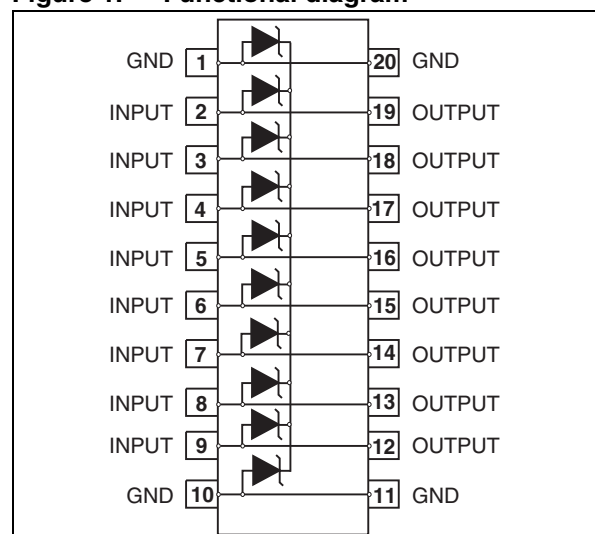 Figure 1. Functional diagram
GND 1 20 GND
INPUT 2 19 OUTPUT
INPUT 3 18 OUTPUT
INPUT 4 17 OUTPUT
INPUT 5 16 OUTPUT
INPUT 6 15 OUTPUT
INPUT 7 14 OUTPUT
INPUT 8 13 OUTPUT
INPUT 9 12 OUTPUT
GND 10 11 GND